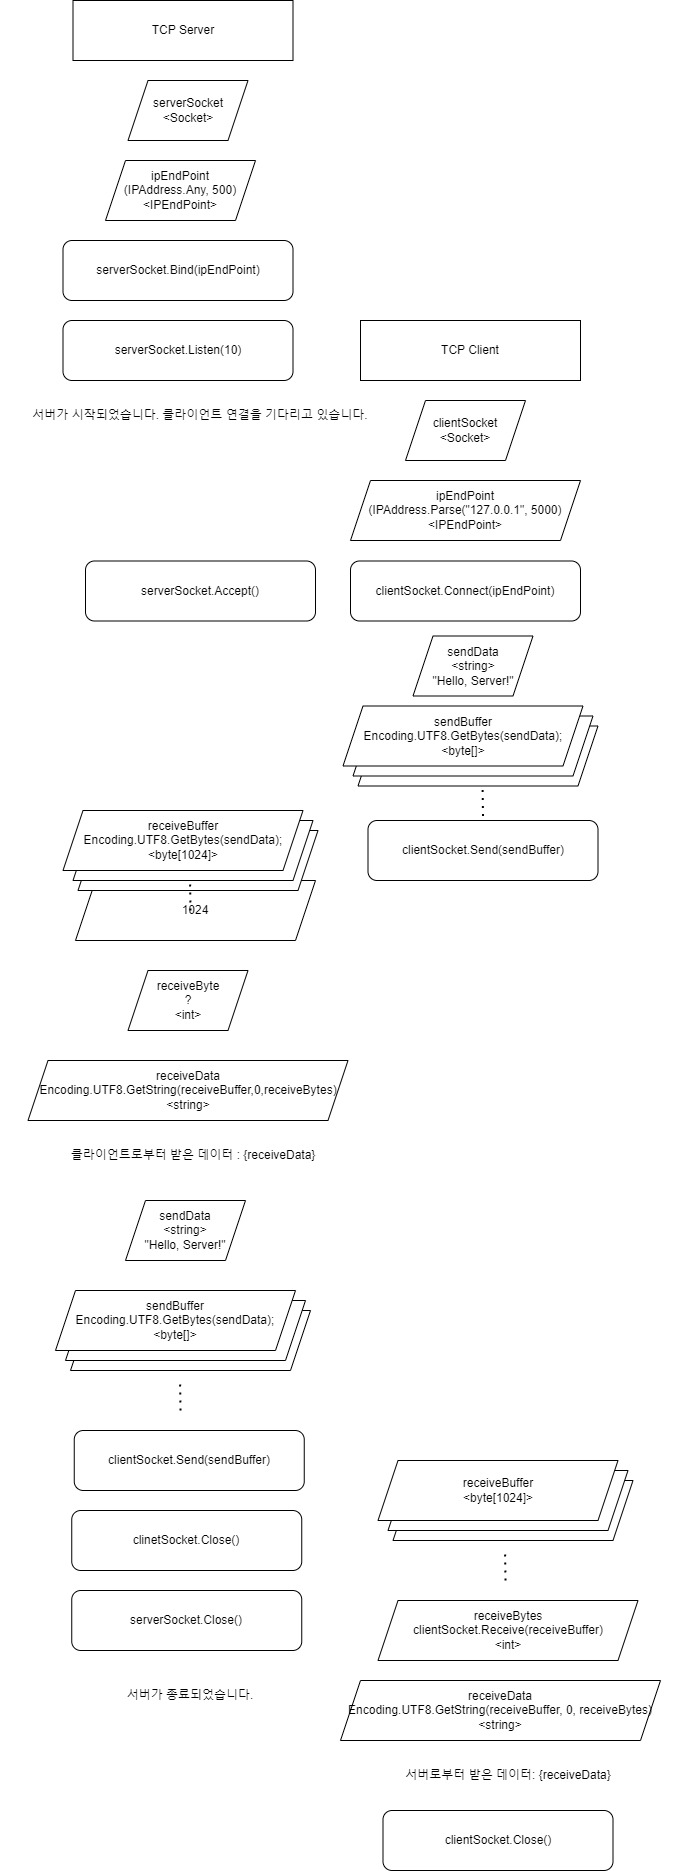 TCP Server
serverSocket
<Socket>
ipEndPoint
(IPAddress.Any, 500)
<IPEndPoint>
serverSocket.Bind(ipEndPoint)
serverSocket.Listen(10)
TCP Client
서버가 시작되었습니다. 클라이언트 연결을 기다리고 있습니다.
clientSocket
<Socket>
ipEndPoint
(IPAddress.Parse("127.0.0.1", 5000)
<IPEndPoint>
serverSocket.Accept()
clientSocket.Connect(ipEndPoint)
sendData
<string>
"Hello, Server!"
sendBuffer
Encoding.UTF8.GetBytes(sendData);
<byte[]>
clientSocket.Send(sendBuffer)
receiveBuffer
Encoding.UTF8.GetBytes(sendData);
<byte[1024]>
1024
receiveByte
?
<int>
receiveData
Encoding.UTF8.GetString(receiveBuffer,0,receiveBytes)
<string>
클라이언트로부터 받은 데이터 : {receiveData}
sendData
<string>
"Hello, Server!"
sendBuffer
Encoding.UTF8.GetBytes(sendData);
<byte[]>
clientSocket.Send(sendBuffer)
clinetSocket.Close()
serverSocket.Close()
서버가 종료되었습니다.
receiveBuffer
<byte[1024]>
receiveBytes
clientSocket.Receive(receiveBuffer)
<int>
receiveData
Encoding.UTF8.GetString(receiveBuffer, 0, receiveBytes)
<string>
서버로부터 받은 데이터: {receiveData}
clientSocket.Close()